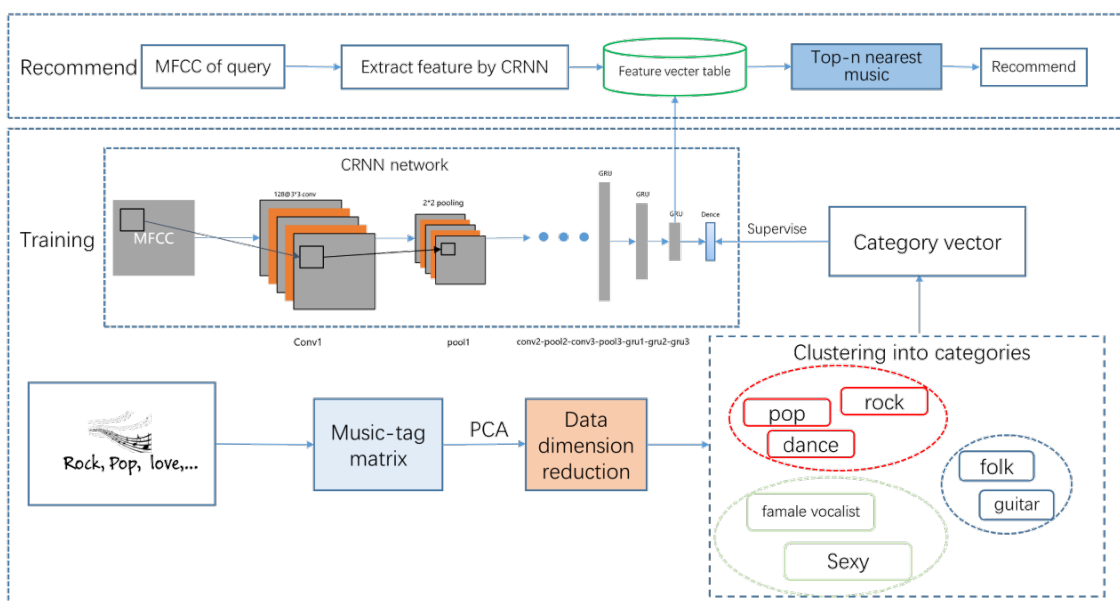 Recommend
MFCC of query
Extract feature by CRNN
Feature vecter table
Top-n nearest
music
Recommend
CRNN network
Training
MFCC
128@3*3 conv
2*2 pooling
GRU
GRU
GRU
Dence
Supervise
Category vector
Conv1
pool1
conv2-pool2-conv3-pool3-gru1-gru2-gru3
Rock, Pop, love,...
Music-tag
matrix
PCA
Data
dimension
reduction
Clustering into categories
pop
rock
dance
folk
guitar
famale vocalist
Sexy